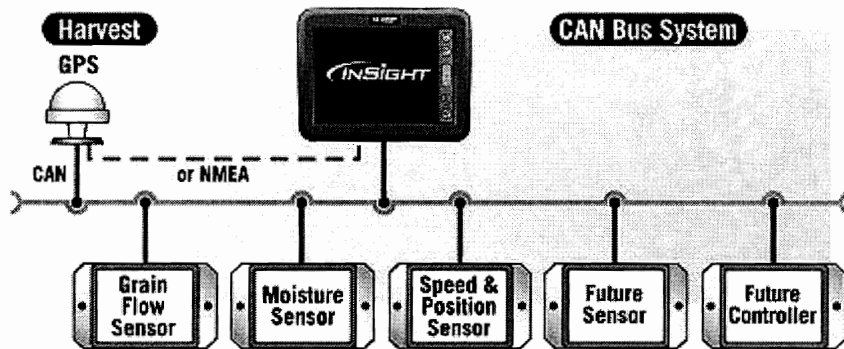 Harvest
CAN Bus System
GPS
INSIGHT
CAN
or NMEA
Grain
Flow
Sensor
Moisture
Sensor
Speed &
Position
Sensor
Future
Sensor
Future
Controller